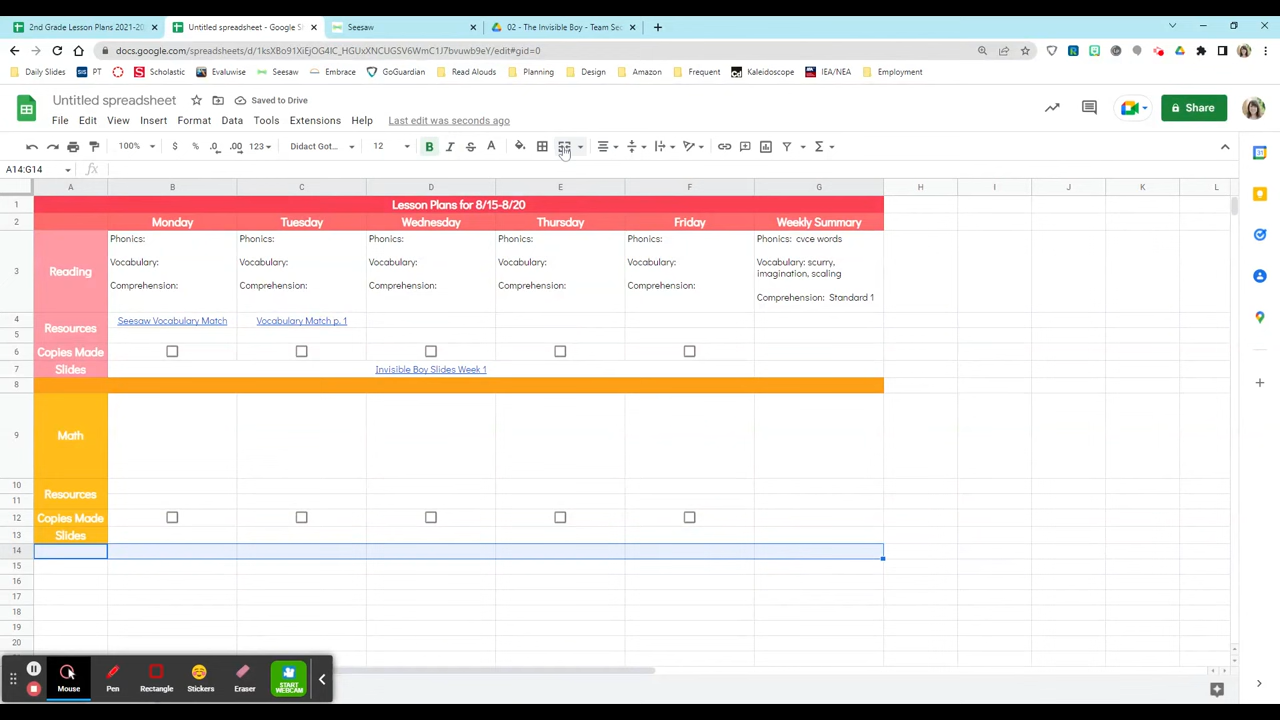 2nd Grade Lesson Plans 2021-20
Untitled spreadsheet - Google S
Seesaw
02 - The Invisible Boy - Team Se
docs.google.com/spreadsheets/d/1ksXBo91XiEjOG4IC_HGUxXNCUGSV6WmC1J7bvuwb9eY/edit#gid=0
Daily Slides
SIS PT
Scholastic
Evaluwise
Seesaw
Embrace
GoGuardian
Read Alouds
Planning
Design
Amazon
Frequent
Kd Kaleidoscope
IEA/NEA
Employment
Untitled spreadsheet
Saved to Drive
Share
File Edit View Insert Format Data Tools Extensions Help Last edit was seconds ago
100% $ % .0 .00 123 Didact Got... 12 B I S A
A14:G14 fx
A B C D E F G H I J K L
1 Lesson Plans for 8/15-8/20
2 Monday Tuesday Wednesday Thursday Friday Weekly Summary
Phonics: Phonics: Phonics: Phonics: Phonics: Phonics: cvce words
Vocabulary: Vocabulary: Vocabulary: Vocabulary: Vocabulary: Vocabulary: scurry,
3 Reading imagination, scaling
Comprehension: Comprehension: Comprehension: Comprehension: Comprehension: Comprehension: Standard 1
4 Seesaw Vocabulary Match Vocabulary Match p. 1
Resources
5
6 Copies Made
7 Slides Invisible Boy Slides Week 1
8
9 Math
10
Resources
11
12 Copies Made
13 Slides
14
15
16
17
18
19
20
Mouse Pen Rectangle Stickers Eraser START WEBCAM